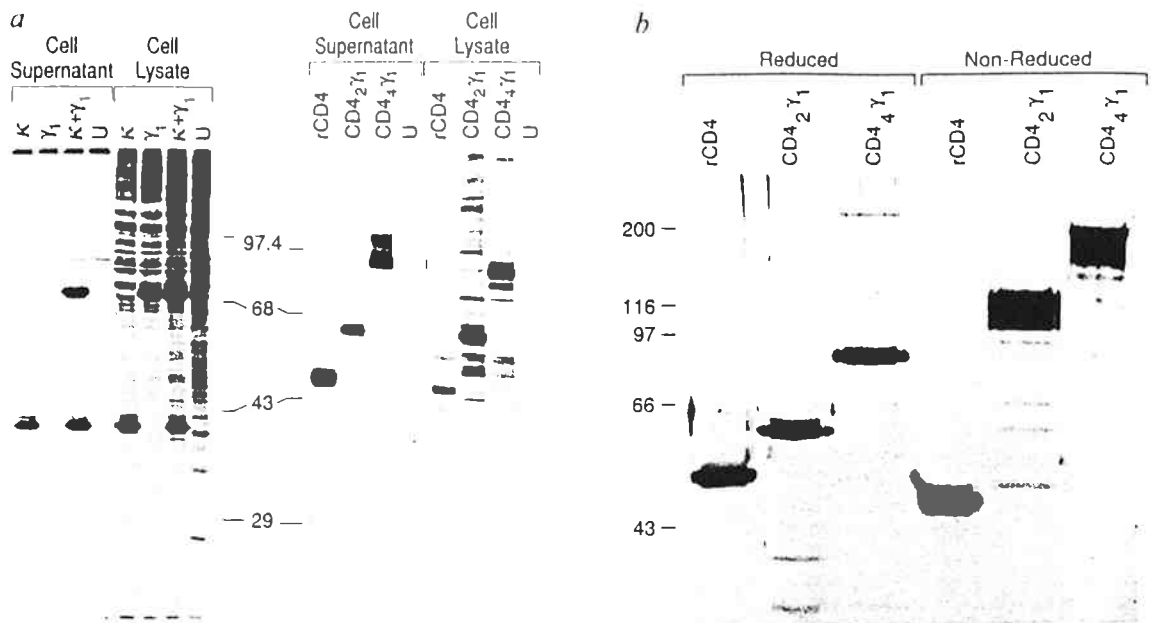 a
Cell Supernatant
Cell Lysate
κ
γ₁
κ+γ₁
U
κ
γ₁
κ+γ₁
U
Cell Supernatant
Cell Lysate
rCD4
CD4₂γ₁
CD4₄γ₁
U
rCD4
CD4₂γ₁
CD4₄γ₁
U
97.4
68
43
29
b
Reduced
Non-Reduced
rCD4
CD4₂γ₁
CD4₄γ₁
rCD4
CD4₂γ₁
CD4₄γ₁
200
116
97
66
43